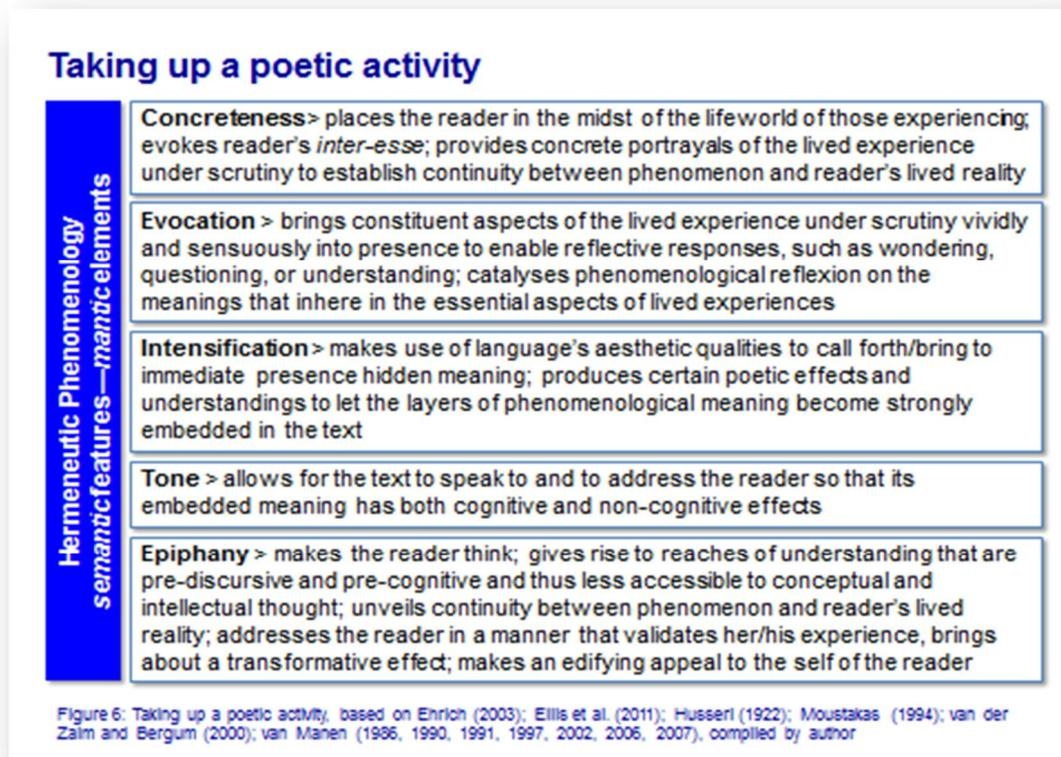 Taking up a poetic activity
Hermeneutic Phenomenology
semantic features—mantic elements
Concreteness> places the reader in the midst of the lifeworld of those experiencing;
evokes reader's inter-esse; provides concrete portrayals of the lived experience
under scrutiny to establish continuity between phenomenon and reader's lived reality
Evocation > brings constituent aspects of the lived experience under scrutiny vividly
and sensuously into presence to enable reflective responses, such as wondering,
questioning, or understanding; catalyses phenomenological reflexion on the
meanings that inhere in the essential aspects of lived experiences
Intensification> makes use of language's aesthetic qualities to call forth/bring to
immediate presence hidden meaning; produces certain poetic effects and
understandings to let the layers of phenomenological meaning become strongly
embedded in the text
Tone > allows for the text to speak to and to address the reader so that its
embedded meaning has both cognitive and non-cognitive effects
Epiphany > makes the reader think; gives rise to reaches of understanding that are
pre-discursive and pre-cognitive and thus less accessible to conceptual and
intellectual thought; unveils continuity between phenomenon and reader's lived
reality; addresses the reader in a manner that validates her/his experience, brings
about a transformative effect; makes an edifying appeal to the self of the reader
Figure 6: Taking up a poetic activity, based on Ehrich (2003); Ellis et al. (2011); Husserl (1922); Moustakas (1994); van der
Zalm and Bergum (2000); van Manen (1986, 1990, 1991, 1997, 2002, 2006, 2007), compiled by author